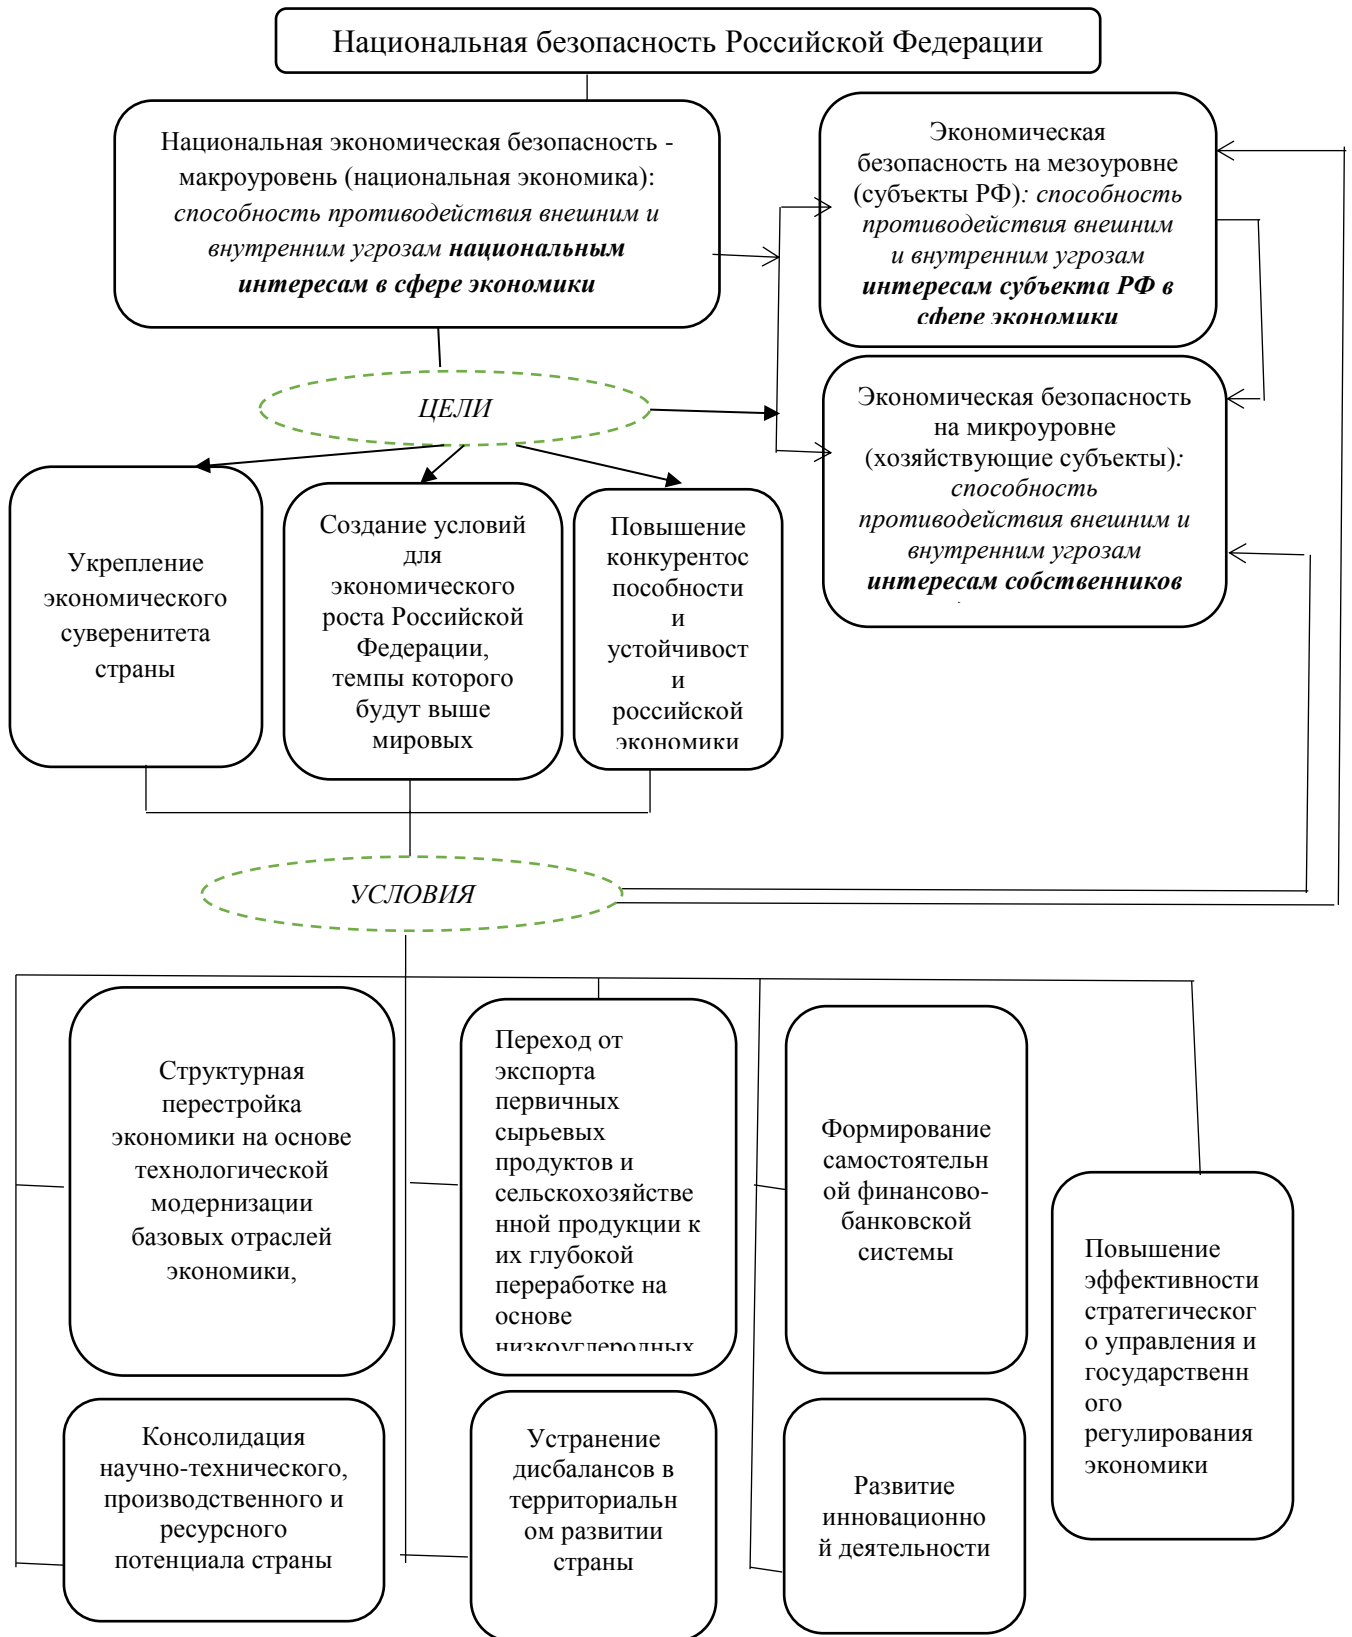 Национальная безопасность Российской Федерации
Национальная экономическая безопасность -
макроуровень (национальная экономика):
способность противодействия внешним и
внутренним угрозам национальным
интересам в сфере экономики
Экономическая
безопасность на мезоуровне
(субъекты РФ): способность
противодействия внешним
и внутренним угрозам
интересам субъекта РФ в
сфере экономики
ЦЕЛИ
Экономическая безопасность
на микроуровне
(хозяйствующие субъекты):
способность
противодействия внешним и
внутренним угрозам
интересам собственников
Укрепление
экономического
суверенитета
страны
Создание условий
для
экономического
роста Российской
Федерации,
темпы которого
будут выше
мировых
Повышение
конкурентос
пособности
и
устойчивост
и
российской
экономики
УСЛОВИЯ
Структурная
перестройка
экономики на основе
технологической
модернизации
базовых отраслей
экономики,
Переход от
экспорта
первичных
сырьевых
продуктов и
сельскохозяйстве
нной продукции к
их глубокой
переработке на
основе
низкоуглеродных
Формирование
самостоятельн
ой финансово-
банковской
системы
Повышение
эффективности
стратегическог
о управления и
государственн
ого
регулирования
экономики
Консолидация
научно-технического,
производственного и
ресурсного
потенциала страны
Устранение
дисбалансов в
территориальн
ом развитии
страны
Развитие
инновационно
й деятельности